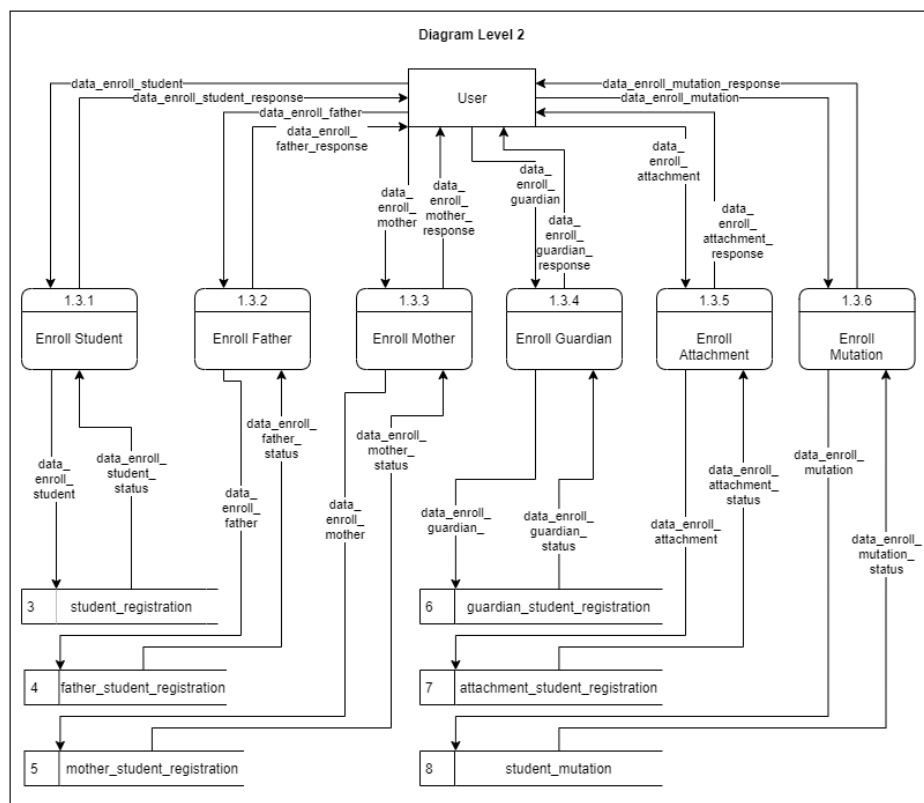 Diagram Level 2
User
data_enroll_student
data_enroll_student_response
data_enroll_father
data_enroll_
father_response
data_enroll_mutation_response
data_enroll_mutation
data_
enroll_
mother
data_
enroll_
mother_
response
data_
enroll_
guardian
data_
enroll_
guardian_
response
data_
enroll_
attachment
data_
enroll_
attachment_
response
1.3.1
Enroll Student
1.3.2
Enroll Father
1.3.3
Enroll Mother
1.3.4
Enroll Guardian
1.3.5
Enroll
Attachment
1.3.6
Enroll
Mutation
data_
enroll_
student
data_enroll_
student_
status
data_
enroll_
father
data_enroll_
father_
status
data_
enroll_
mother
data_enroll_
mother_
status
data_enroll_
guardian_
data_enroll_
guardian_
status
data_enroll_
attachment
data_enroll_
attachment_
status
data_enroll_
mutation
data_enroll_
mutation_
status
3 student_registration
6 guardian_student_registration
4 father_student_registration
7 attachment_student_registration
5 mother_student_registration
8 student_mutation